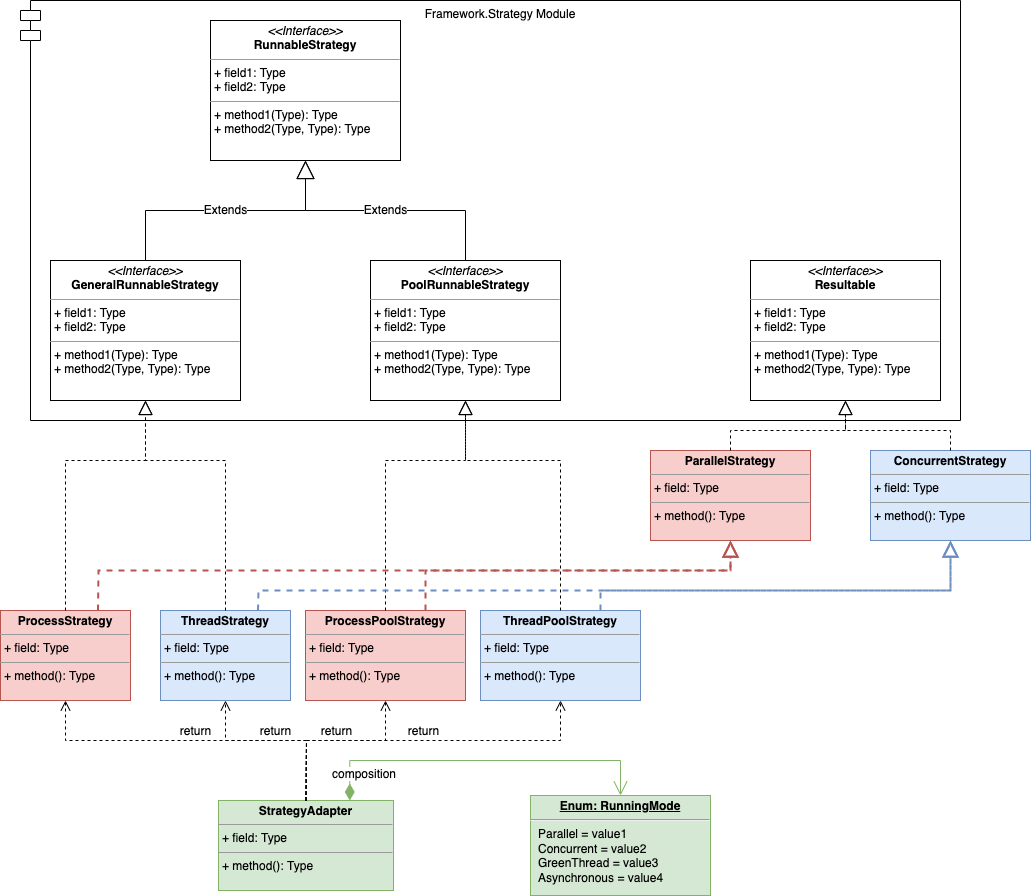 Framework.Strategy Module
<<Interface>>
RunnableStrategy
+ field1: Type
+ field2: Type
+ method1(Type): Type
+ method2(Type, Type): Type
Extends
Extends
<<Interface>>
GeneralRunnableStrategy
+ field1: Type
+ field2: Type
+ method1(Type): Type
+ method2(Type, Type): Type
<<Interface>>
PoolRunnableStrategy
+ field1: Type
+ field2: Type
+ method1(Type): Type
+ method2(Type, Type): Type
<<Interface>>
Resultable
+ field1: Type
+ field2: Type
+ method1(Type): Type
+ method2(Type, Type): Type
ParallelStrategy
+ field: Type
+ method(): Type
ConcurrentStrategy
+ field: Type
+ method(): Type
ProcessStrategy
+ field: Type
+ method(): Type
ThreadStrategy
+ field: Type
+ method(): Type
ProcessPoolStrategy
+ field: Type
+ method(): Type
ThreadPoolStrategy
+ field: Type
+ method(): Type
return
return
return
return
composition
StrategyAdapter
+ field: Type
+ method(): Type
Enum: RunningMode
Parallel = value1
Concurrent = value2
GreenThread = value3
Asynchronous = value4